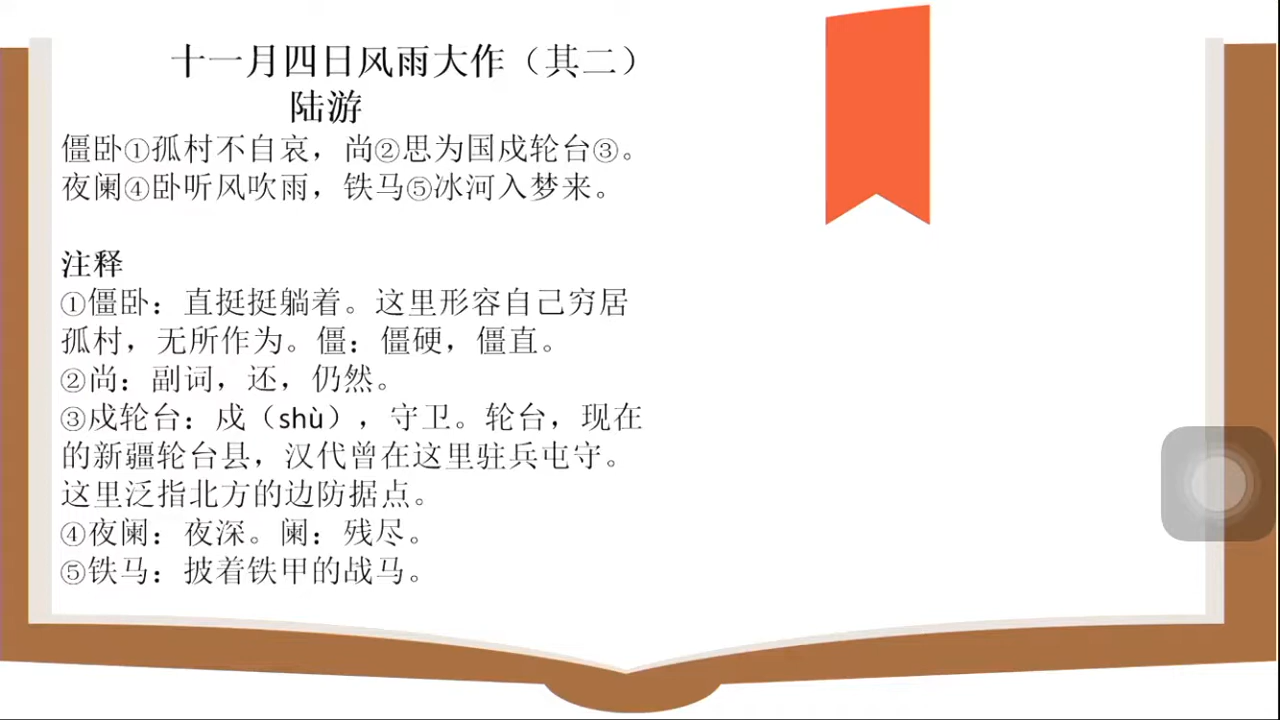 十一月四日风雨大作（其二）
陆游
僵卧①孤村不自哀，尚②思为国戍轮台③。
夜阑④卧听风吹雨，铁马⑤冰河入梦来。
注释
①僵卧：直挺挺躺着。这里形容自己穷居
孤村，无所作为。僵：僵硬，僵直。
②尚：副词，还，仍然。
③戍轮台：戍（shù），守卫。轮台，现在
的新疆轮台县，汉代曾在这里驻兵屯守。
这里泛指北方的边防据点。
④夜阑：夜深。阑：残尽。
⑤铁马：披着铁甲的战马。